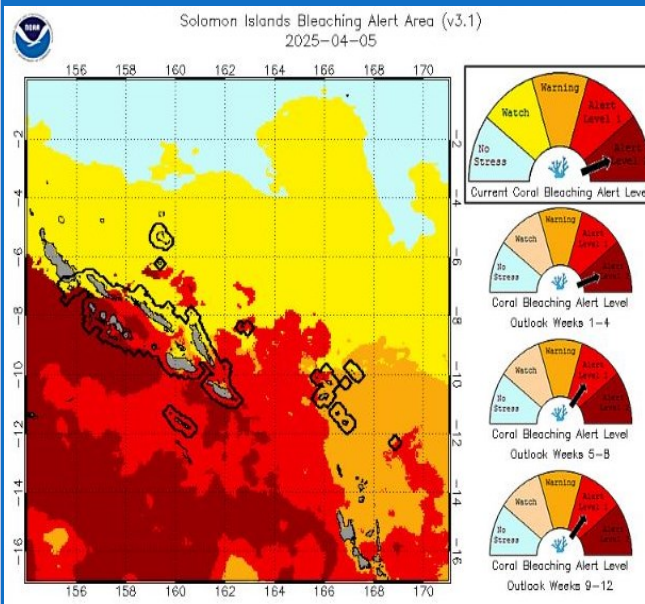 Solomon Islands Bleaching Alert Area (v3.1)
2025-04-05
NOAA
156 158 160 162 164 166 168 170
-2
-4
-6
-8
-10
-12
-14
-16
-2
-4
-6
-8
-10
-12
-14
-16
156 158 160 162 164 166 168 170
No Stress
Watch
Warning
Alert Level 1
Alert Level
Current Coral Bleaching Alert Level
No Stress
Watch
Warning
Alert Level 1
Alert Level 2
Coral Bleaching Alert Level
Outlook Weeks 1-4
No Stress
Watch
Warning
Alert Level 1
Alert Level 2
Coral Bleaching Alert Level
Outlook Weeks 5-8
No Stress
Watch
Warning
Alert Level 1
Alert Level 2
Coral Bleaching Alert Level
Outlook Weeks 9-12